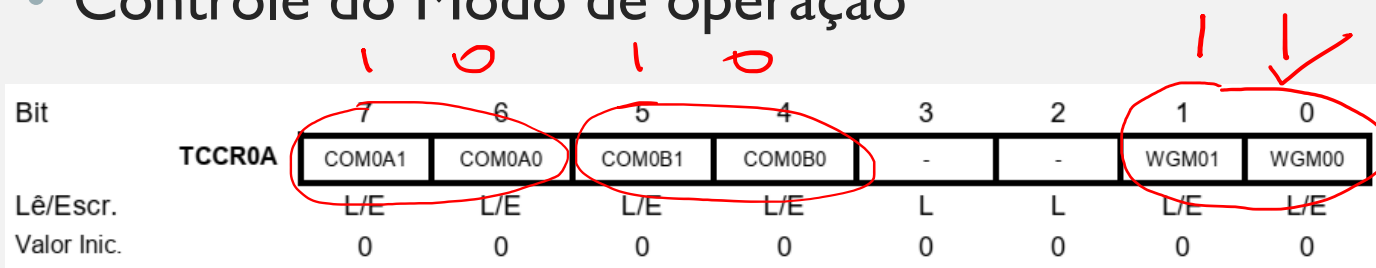 • Controle do Modo de operação
1 0 1 0 1 1
Bit 7 6 5 4 3 2 1 0
TCCR0A COM0A1 COM0A0 COM0B1 COM0B0 - - WGM01 WGM00
Lê/Escr. L/E L/E L/E L/E L L L/E L/E
Valor Inic. 0 0 0 0 0 0 0 0